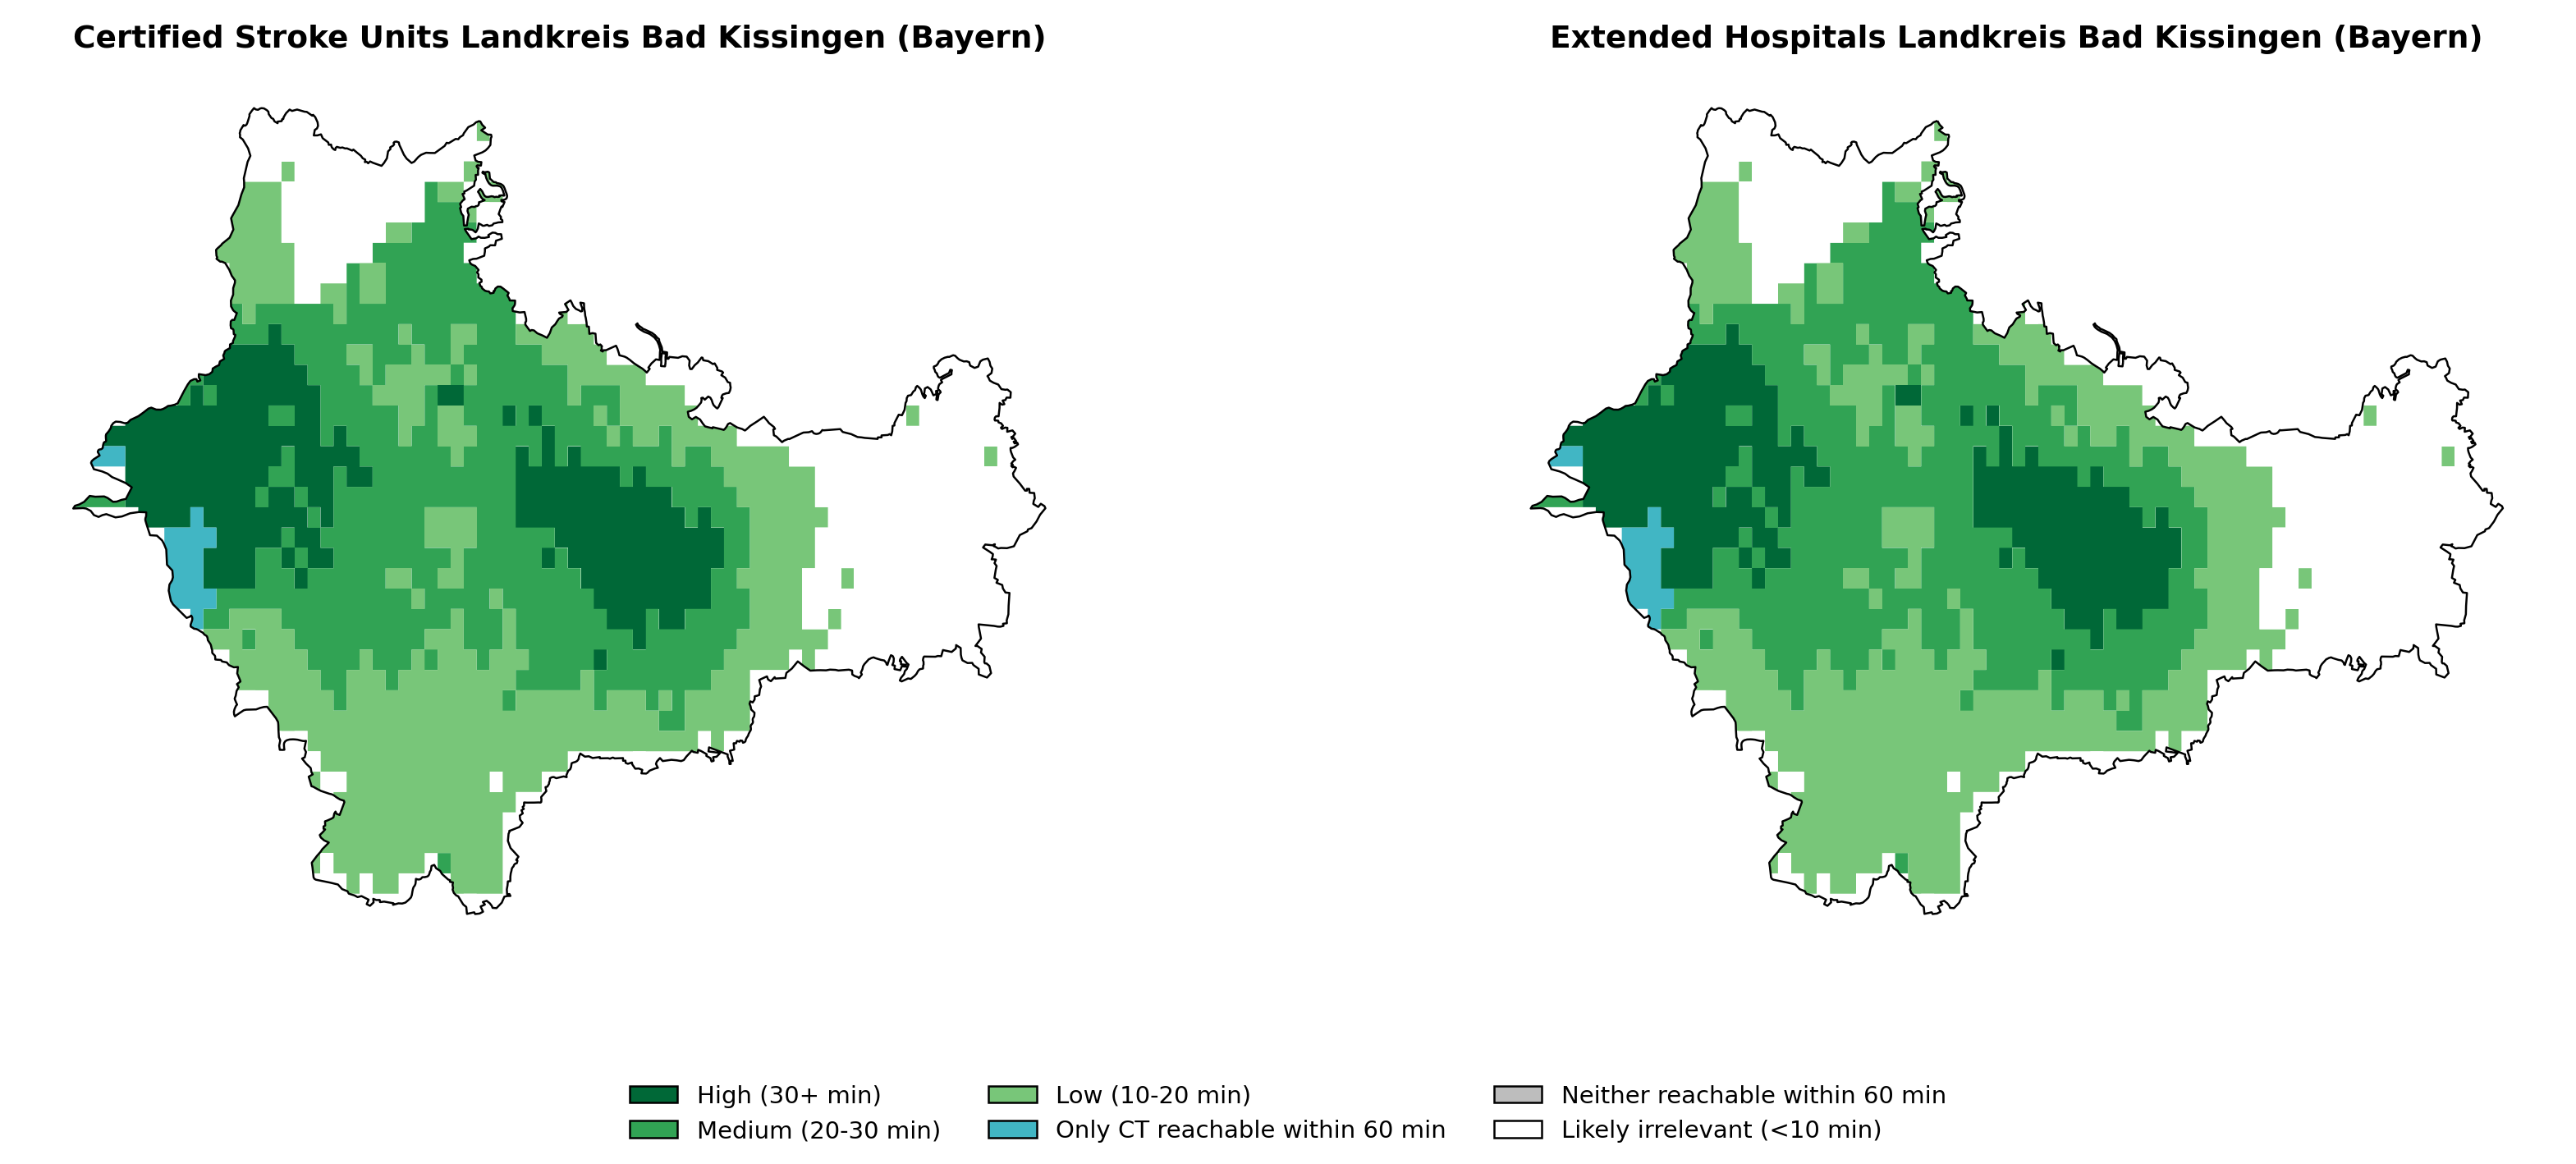 Certified Stroke Units Landkreis Bad Kissingen (Bayern)
Extended Hospitals Landkreis Bad Kissingen (Bayern)
High (30+ min)
Medium (20-30 min)
Low (10-20 min)
Only CT reachable within 60 min
Neither reachable within 60 min
Likely irrelevant (<10 min)